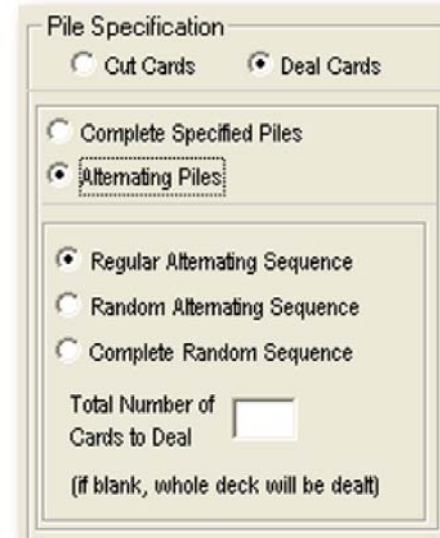 Pile Specification
Cut Cards Deal Cards
Complete Specified Piles
Alternating Piles
Regular Alternating Sequence
Random Alternating Sequence
Complete Random Sequence
Total Number of
Cards to Deal
(if blank, whole deck will be dealt)